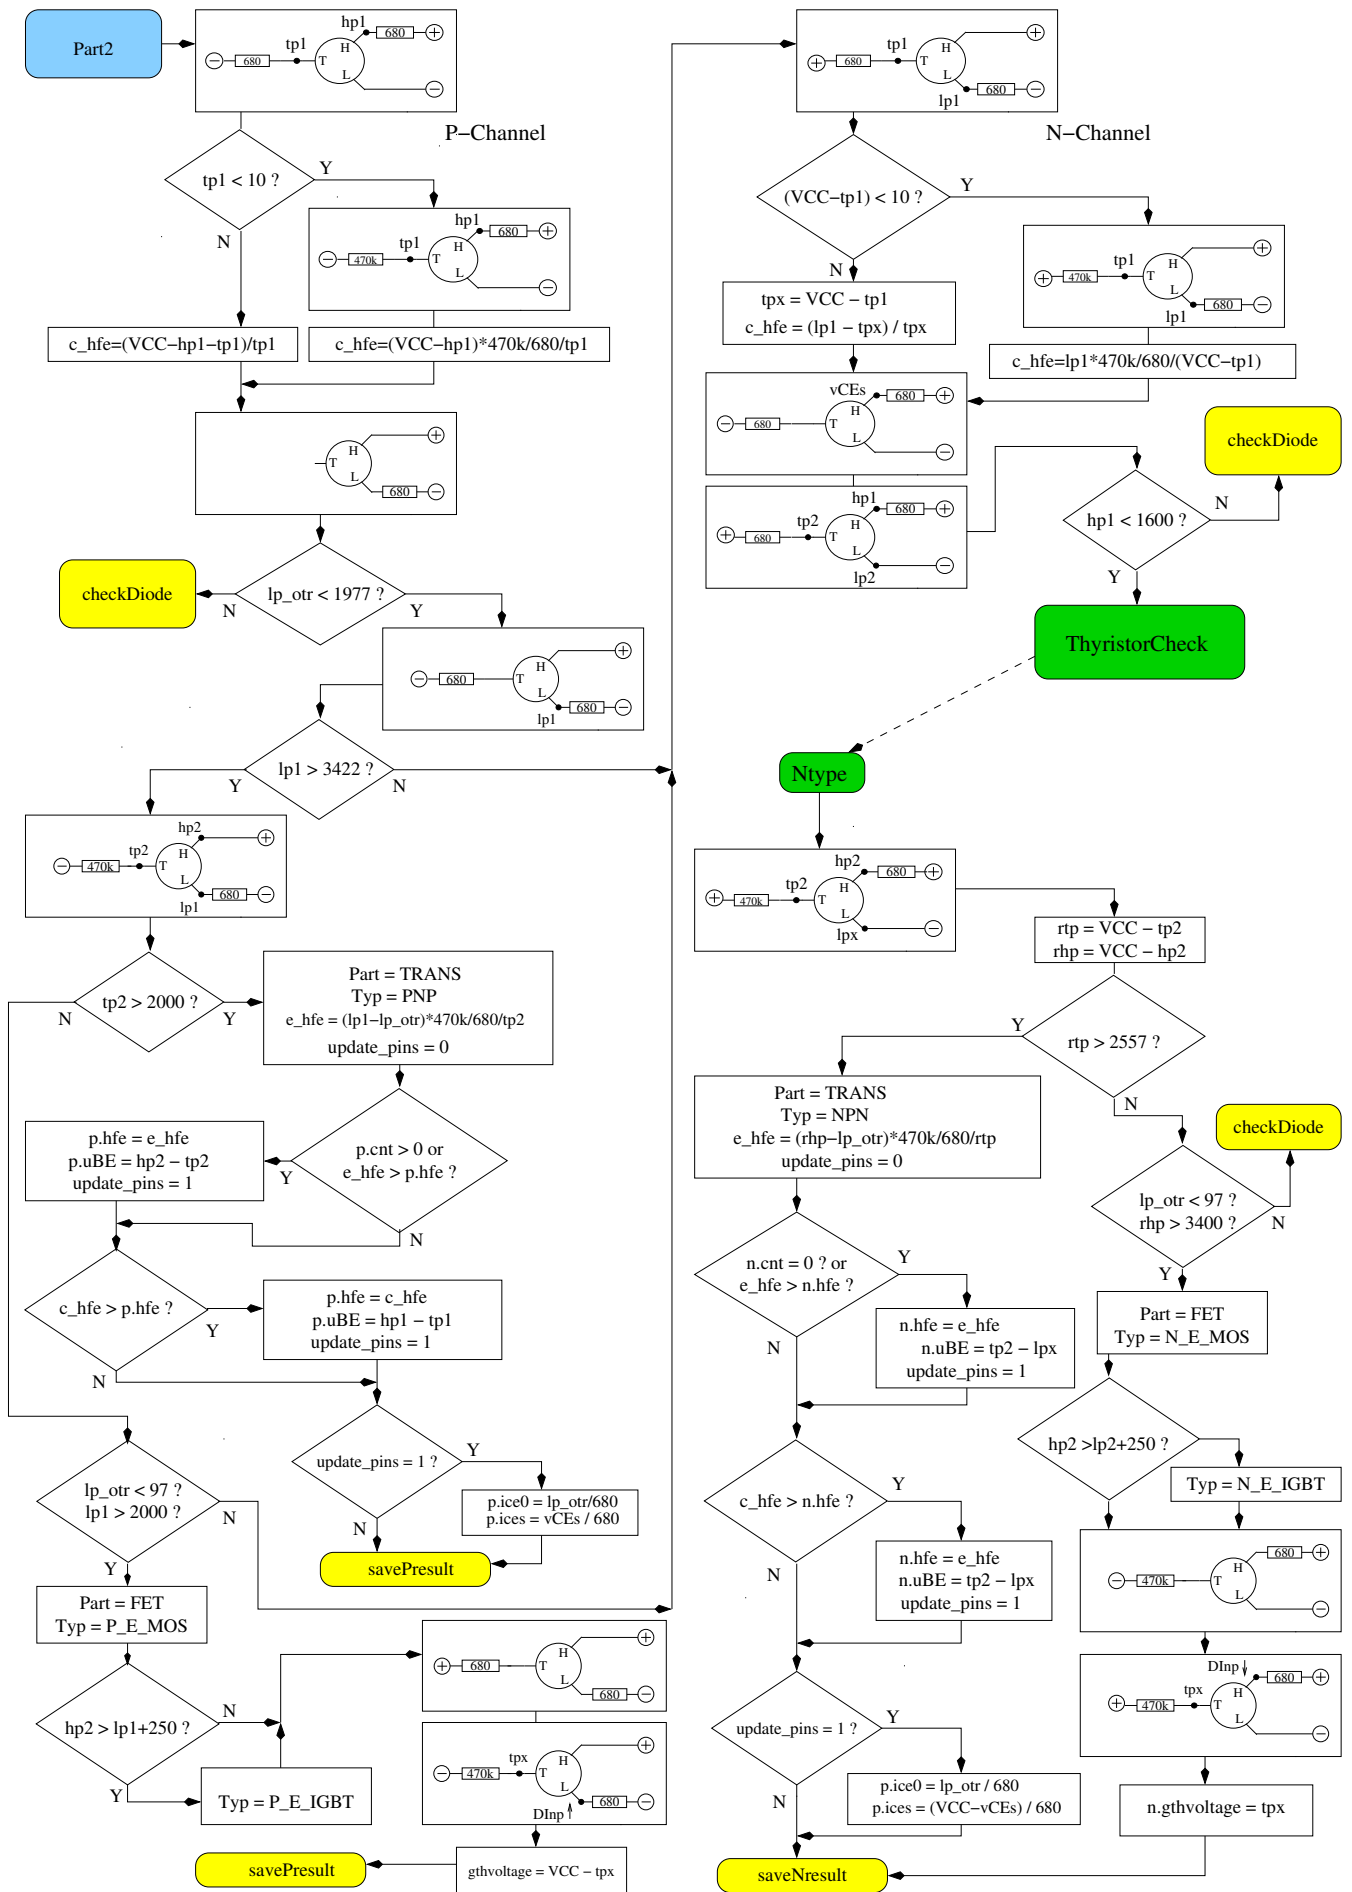 Part2
hp1
680
tp1
680
T
H
L
P−Channel
tp1 < 10 ?
Y
N
hp1
680
tp1
470k
T
H
L
c_hfe=(VCC−hp1−tp1)/tp1
c_hfe=(VCC−hp1)*470k/680/tp1
T
H
L
680
lp_otr < 1977 ?
N
Y
checkDiode
680
T
H
L
680
lp1
lp1 > 3422 ?
Y
N
hp2
tp2
470k
T
H
L
680
lp1
tp2 > 2000 ?
N
Y
Part = TRANS
Typ = PNP
e_hfe = (lp1−lp_otr)*470k/680/tp2
update_pins = 0
p.cnt > 0 or
e_hfe > p.hfe ?
Y
N
p.hfe = e_hfe
p.uBE = hp2 − tp2
update_pins = 1
c_hfe > p.hfe ?
Y
N
p.hfe = c_hfe
p.uBE = hp1 − tp1
update_pins = 1
update_pins = 1 ?
Y
N
p.ice0 = lp_otr/680
p.ices = vCEs / 680
savePresult
lp_otr < 97 ?
lp1 > 2000 ?
N
Y
Part = FET
Typ = P_E_MOS
hp2 > lp1+250 ?
N
Y
Typ = P_E_IGBT
680
T
H
L
680
tpx
470k
T
H
L
680
DInp
gthvoltage = VCC − tpx
savePresult
tp1
680
T
H
L
680
lp1
N−Channel
(VCC−tp1) < 10 ?
Y
N
tp1
470k
T
H
L
680
lp1
tpx = VCC − tp1
c_hfe = (lp1 − tpx) / tpx
c_hfe=lp1*470k/680/(VCC−tp1)
vCEs
680
680
T
H
L
hp1
680
tp2
680
T
H
L
lp2
hp1 < 1600 ?
N
Y
checkDiode
ThyristorCheck
Ntype
hp2
680
tp2
470k
T
H
L
lpx
rtp = VCC − tp2
rhp = VCC − hp2
rtp > 2557 ?
Y
N
Part = TRANS
Typ = NPN
e_hfe = (rhp−lp_otr)*470k/680/rtp
update_pins = 0
lp_otr < 97 ?
rhp > 3400 ?
N
Y
checkDiode
n.cnt = 0 ? or
e_hfe > n.hfe ?
Y
N
n.hfe = e_hfe
n.uBE = tp2 − lpx
update_pins = 1
Part = FET
Typ = N_E_MOS
hp2 >lp2+250 ?
Y
N
Typ = N_E_IGBT
c_hfe > n.hfe ?
Y
N
n.hfe = e_hfe
n.uBE = tp2 − lpx
update_pins = 1
680
470k
T
H
L
DInp
680
tpx
470k
T
H
L
update_pins = 1 ?
Y
N
p.ice0 = lp_otr / 680
p.ices = (VCC−vCEs) / 680
n.gthvoltage = tpx
saveNresult